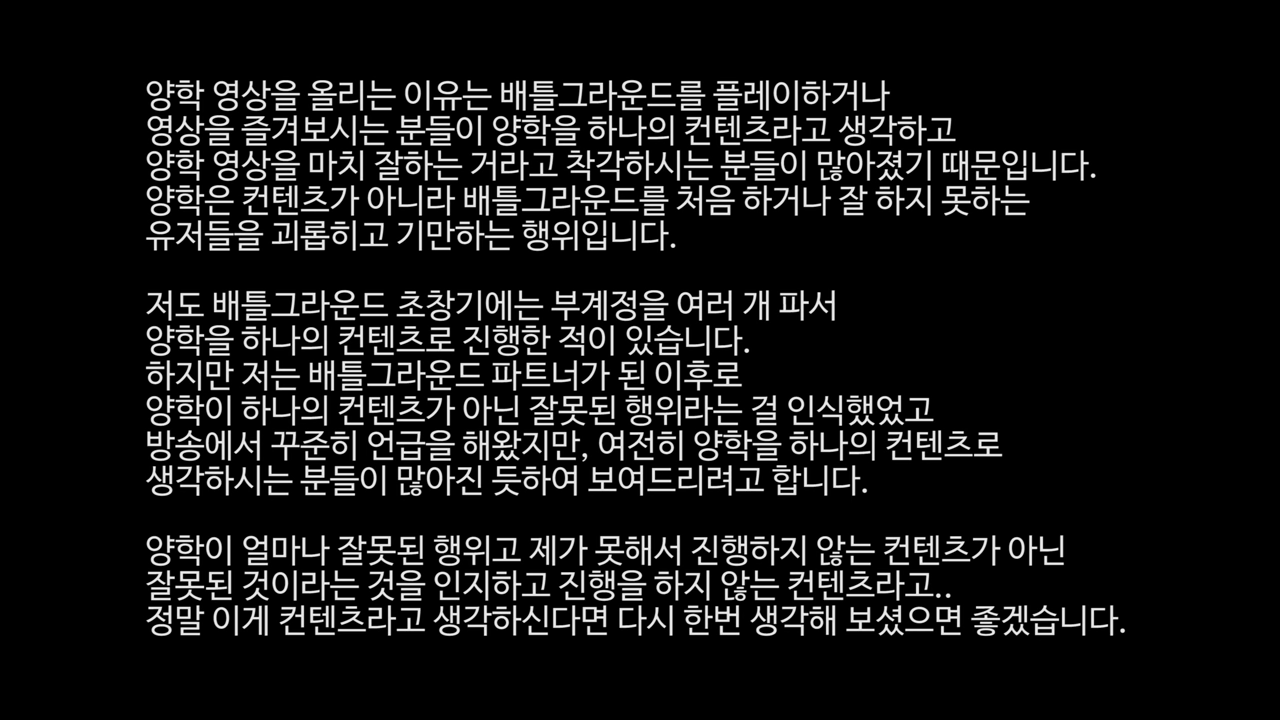 양학 영상을 올리는 이유는 배틀그라운드를 플레이하거나
영상을 즐겨보시는 분들이 양학을 하나의 컨텐츠라고 생각하고
양학 영상을 마치 잘하는 거라고 착각하시는 분들이 많아졌기 때문입니다.
양학은 컨텐츠가 아니라 배틀그라운드를 처음 하거나 잘 하지 못하는
유저들을 괴롭히고 기만하는 행위입니다.
저도 배틀그라운드 초창기에는 부계정을 여러 개 파서
양학을 하나의 컨텐츠로 진행한 적이 있습니다.
하지만 저는 배틀그라운드 파트너가 된 이후로
양학이 하나의 컨텐츠가 아닌 잘못된 행위라는 걸 인식했었고
방송에서 꾸준히 언급을 해왔지만, 여전히 양학을 하나의 컨텐츠로
생각하시는 분들이 많아진 듯하여 보여드리려고 합니다.
양학이 얼마나 잘못된 행위고 제가 못해서 진행하지 않는 컨텐츠가 아닌
잘못된 것이라는 것을 인지하고 진행을 하지 않는 컨텐츠라고..
정말 이게 컨텐츠라고 생각하신다면 다시 한번 생각해 보셨으면 좋겠습니다.